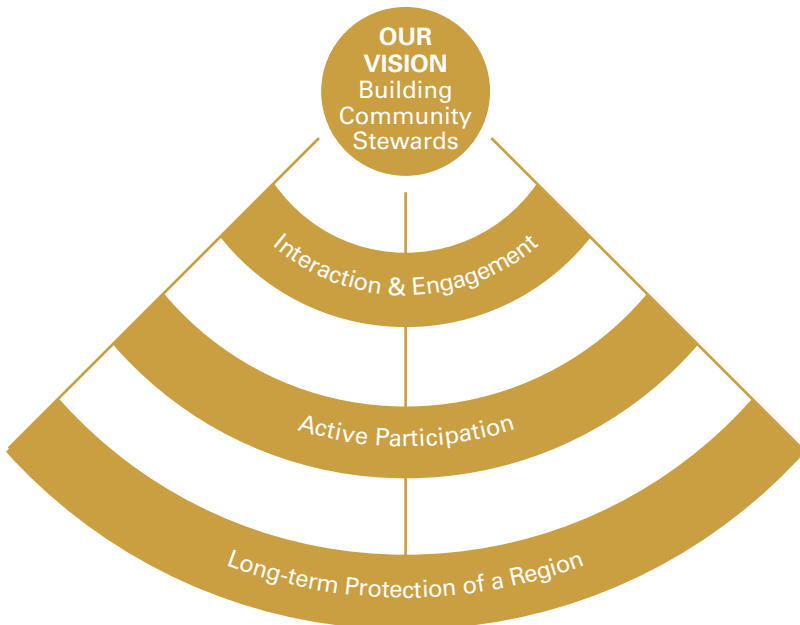 OUR
VISION
Building
Community
Stewards
Interaction & Engagement
Active Participation
Long-term Protection of a Region